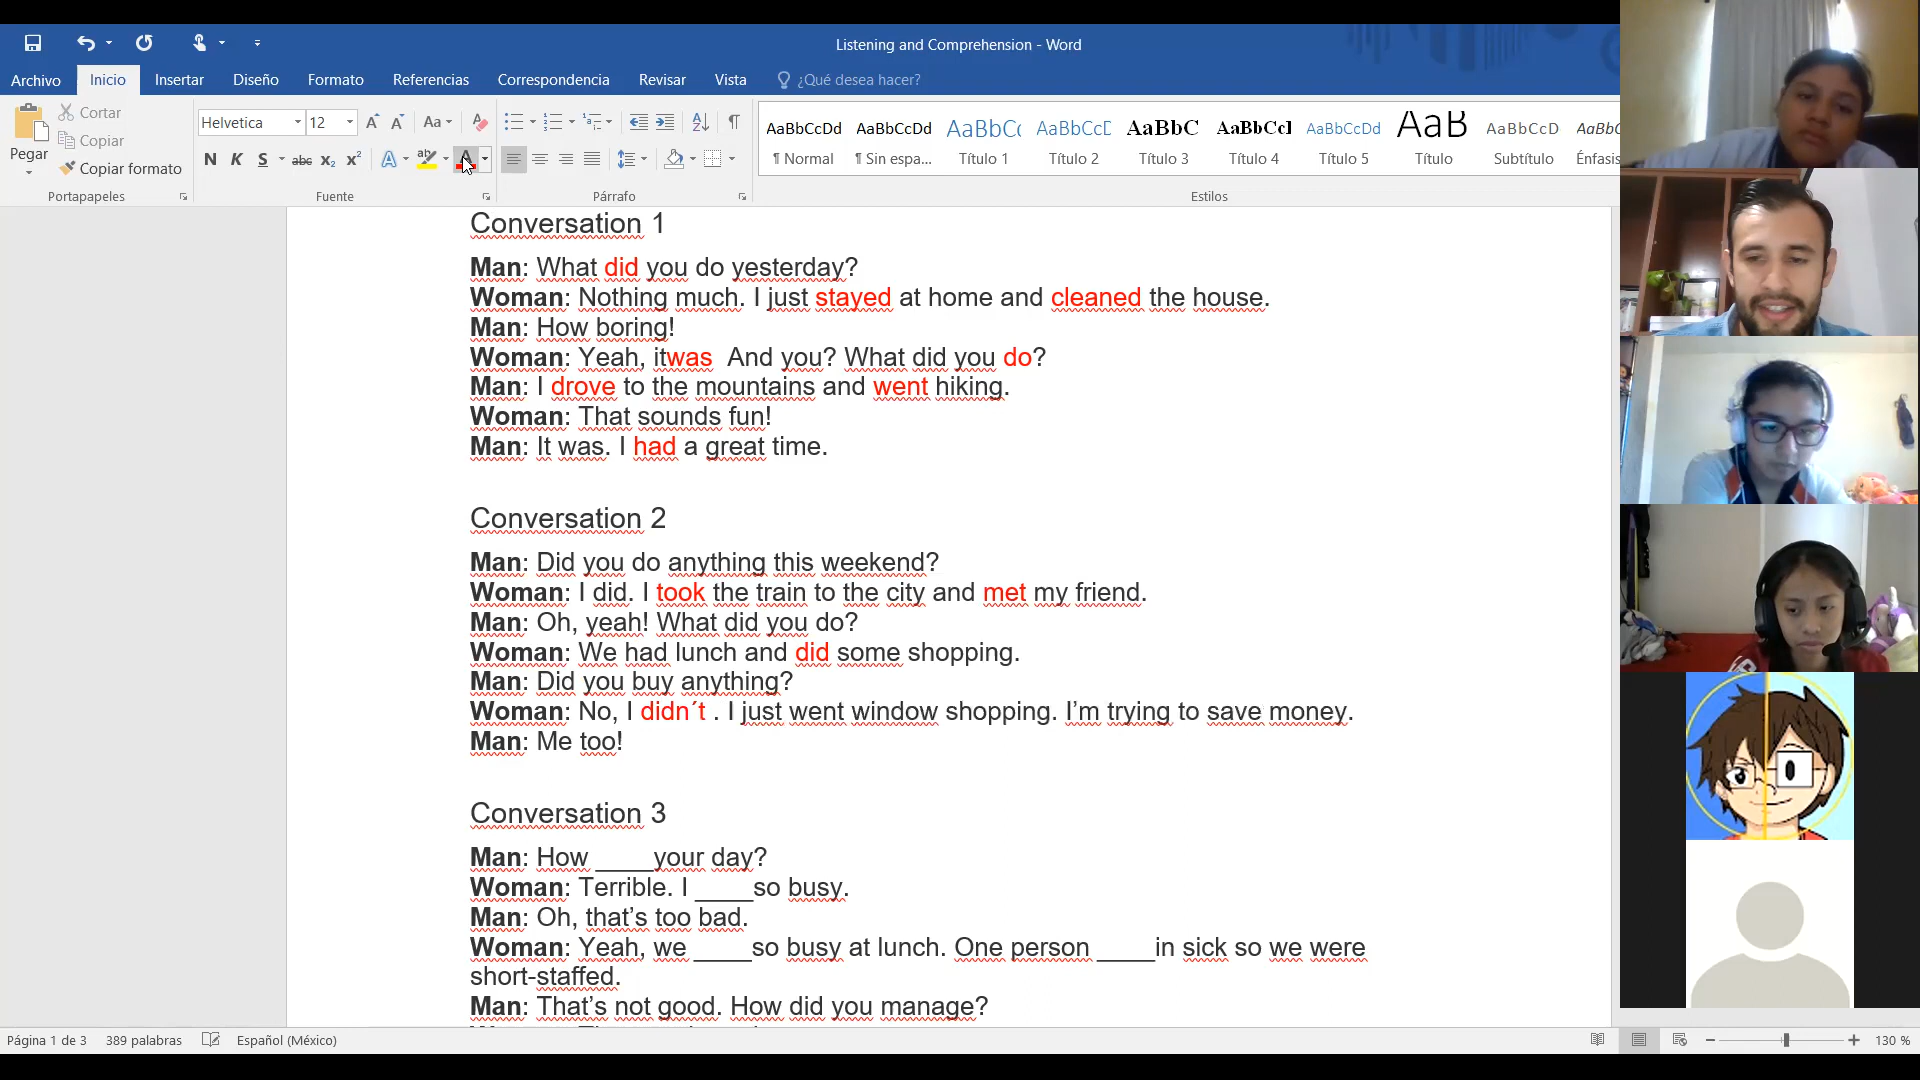 Listening and Comprehension - Word
Archivo Inicio Insertar Diseño Formato Referencias Correspondencia Revisar Vista ¿Qué desea hacer?
Pegar
Cortar
Copiar
Copiar formato
Portapapeles
Helvetica 12 Aa
N K S abc x₂ x² A ab A
Fuente
Párrafo
AaBbCcDd AaBbCcDd AaBbCc AaBbCcD AaBbC AaBbCcI AaBbCcDd AaB AaBbCcD AaBbC
¶ Normal ¶ Sin espa... Título 1 Título 2 Título 3 Título 4 Título 5 Título Subtítulo Énfasis
Estilos
Conversation 1
Man: What did you do yesterday?
Woman: Nothing much. I just stayed at home and cleaned the house.
Man: How boring!
Woman: Yeah, itwas  And you? What did you do?
Man: I drove to the mountains and went hiking.
Woman: That sounds fun!
Man: It was. I had a great time.
Conversation 2
Man: Did you do anything this weekend?
Woman: I did. I took the train to the city and met my friend.
Man: Oh, yeah! What did you do?
Woman: We had lunch and did some shopping.
Man: Did you buy anything?
Woman: No, I didn´t . I just went window shopping. I’m trying to save money.
Man: Me too!
Conversation 3
Man: How ____your day?
Woman: Terrible. I ____so busy.
Man: Oh, that’s too bad.
Woman: Yeah, we ____so busy at lunch. One person ____in sick so we were
short-staffed.
Man: That’s not good. How did you manage?
Página 1 de 3 389 palabras Español (México) 130 %